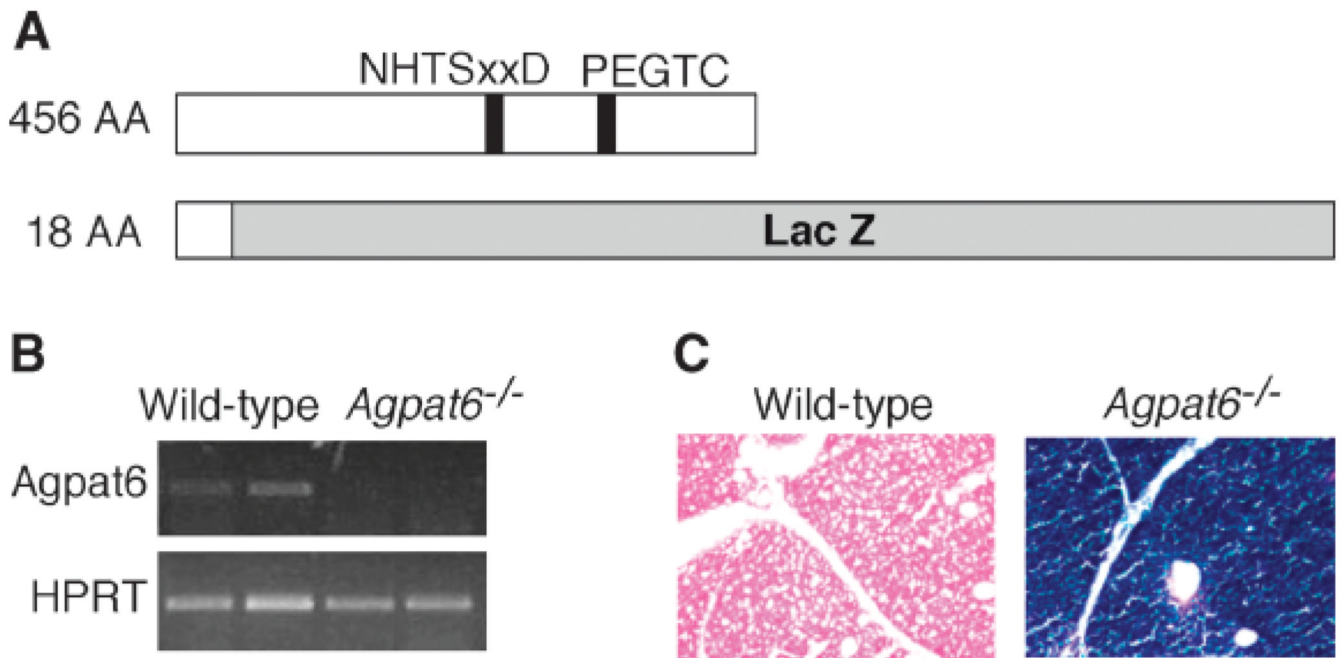 A
NHTSxxD PEGTC
456 AA
18 AA Lac Z
B
Wild-type Agpat6-/-
Agpat6
HPRT
C
Wild-type Agpat6-/-